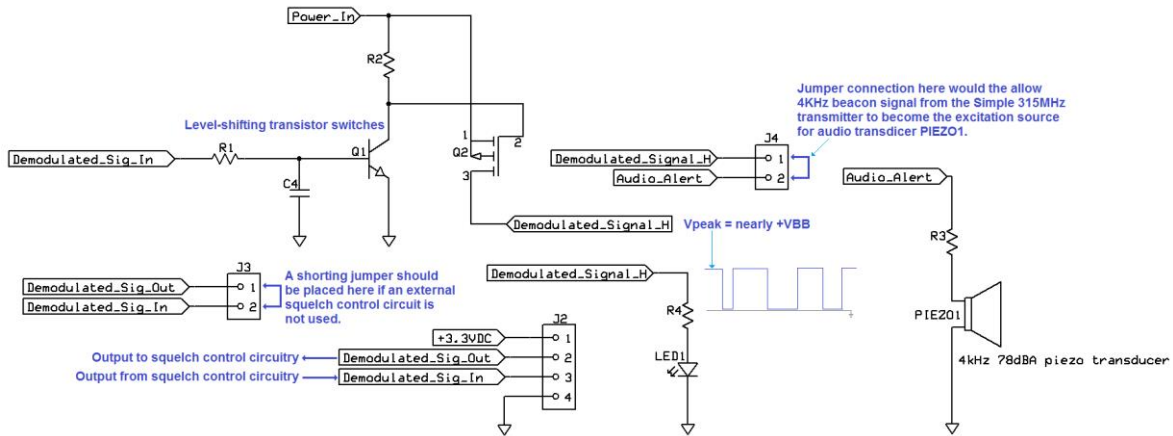 Power_In
R2
Level-shifting transistor switches
Demodulated_Sig_In
R1
C4
Q1
1
Q2
2
3
Demodulated_Signal_H
Jumper connection here would the allow
4KHz beacon signal from the Simple 315MHz
transmitter to become the excitation source
for audio transdicer PIEZO1.
J4
Demodulated_Signal_H
1
Audio_Alert
2
Audio_Alert
R3
PIEZO1
4kHz 78dBA piezo transducer
J3
Demodulated_Sig_Out
1
Demodulated_Sig_In
2
A shorting jumper should
be placed here if an external
squelch control circuit is
not used.
Vpeak = nearly +VBB
Demodulated_Signal_H
R4
LED1
J2
+3.3VDC
1
Output to squelch control circuitry
Demodulated_Sig_Out
2
Output from squelch control circuitry
Demodulated_Sig_In
3
4